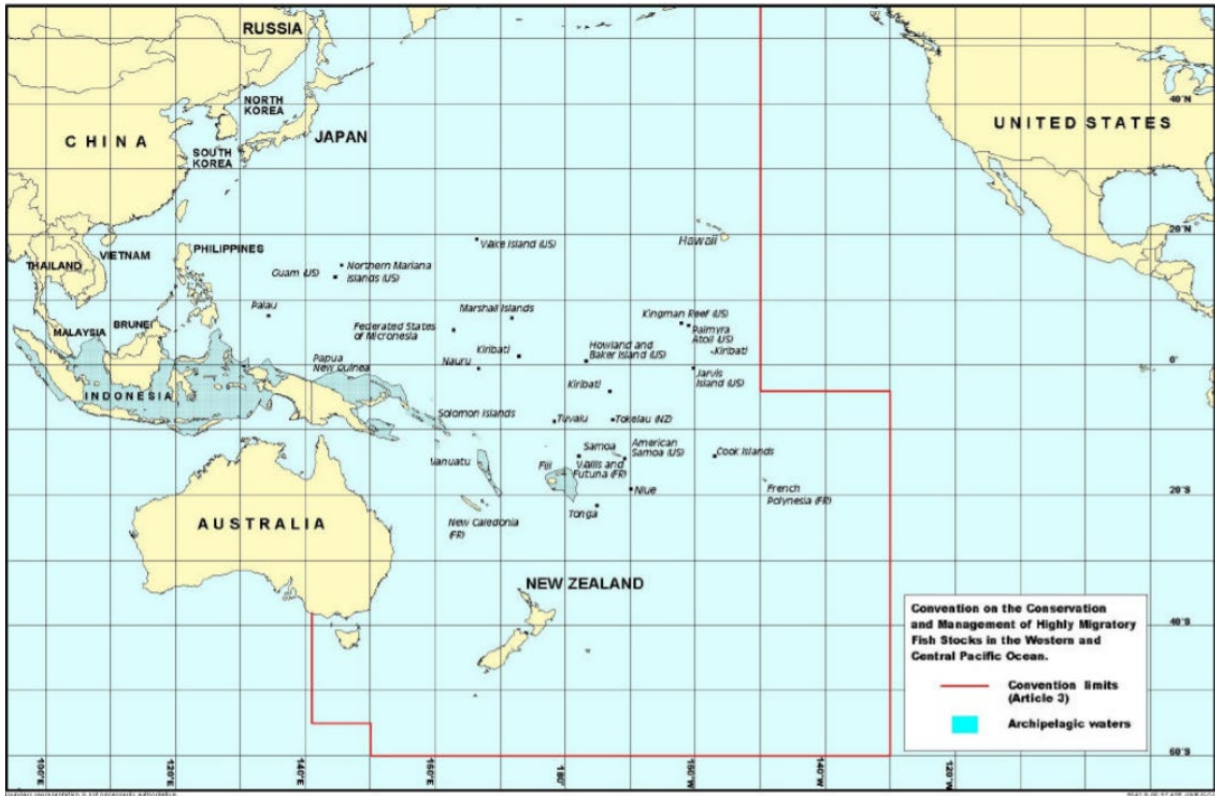 RUSSIA
NORTH
KOREA
CHINA
JAPAN
SOUTH
KOREA
UNITED STATES
40°N
20°N
0°
20°S
40°S
60°S
Wake Island (US)
Hawaii
PHILIPPINES
VIETNAM
THAILAND
Guam (US)
Northern Mariana
Islands (US)
Palau
Marshall Islands
Kingman Reef (US)
Palmyra
Atoll (US)
Kiribati
MALAYSIA
BRUNEI
Federated States
of Micronesia
Kiribati
Howland and
Baker Island (US)
Nauru
Papua
New Guinea
Jarvis
Island (US)
INDONESIA
Kiribati
Solomon Islands
Tuvalu
Tokelau (NZ)
Samoa
American
Samoa (US)
Cook Islands
Vanuatu
Fiji
Wallis and
Futuna (FR)
Niue
French
Polynesia (FR)
Tonga
AUSTRALIA
New Caledonia
(FR)
NEW ZEALAND
Convention on the Conservation
and Management of Highly Migratory
Fish Stocks in the Western and
Central Pacific Ocean.
Convention limits
(Article 3)
Archipelagic waters
100°E
120°E
140°E
160°E
180°
160°W
140°W
120°W